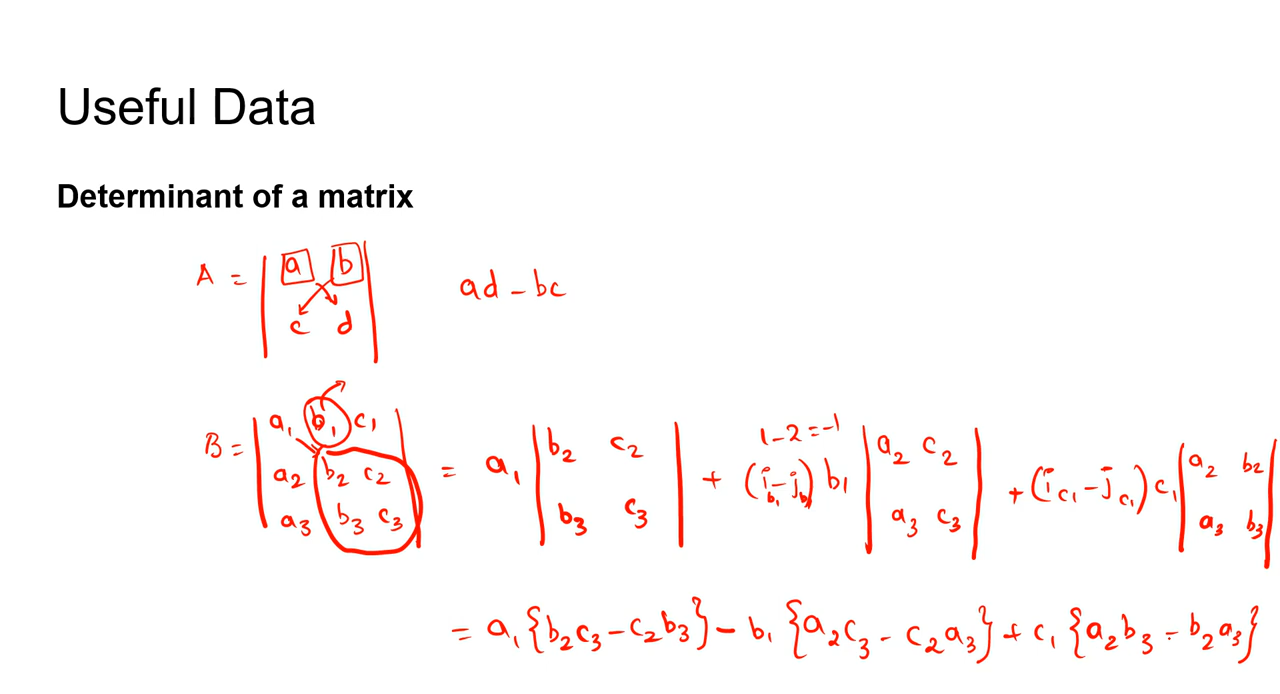 Useful Data
Determinant of a matrix
A = | a b | ad - bc
c d
1-2=-1
B = | a₁ b₁ c₁ | = a₁ | b₂ c₂ | + (i_b₁ - j_b₁) b₁ | a₂ c₂ | + (i_c₁ - j_c₁) c₁ | a₂ b₂ |
a₂ b₂ c₂
a₃ b₃ c₃ b₃ c₃ a₃ c₃ a₃ b₃
= a₁ {b₂c₃ - c₂b₃} - b₁ {a₂c₃ - c₂a₃} + c₁ {a₂b₃ - b₂a₃}